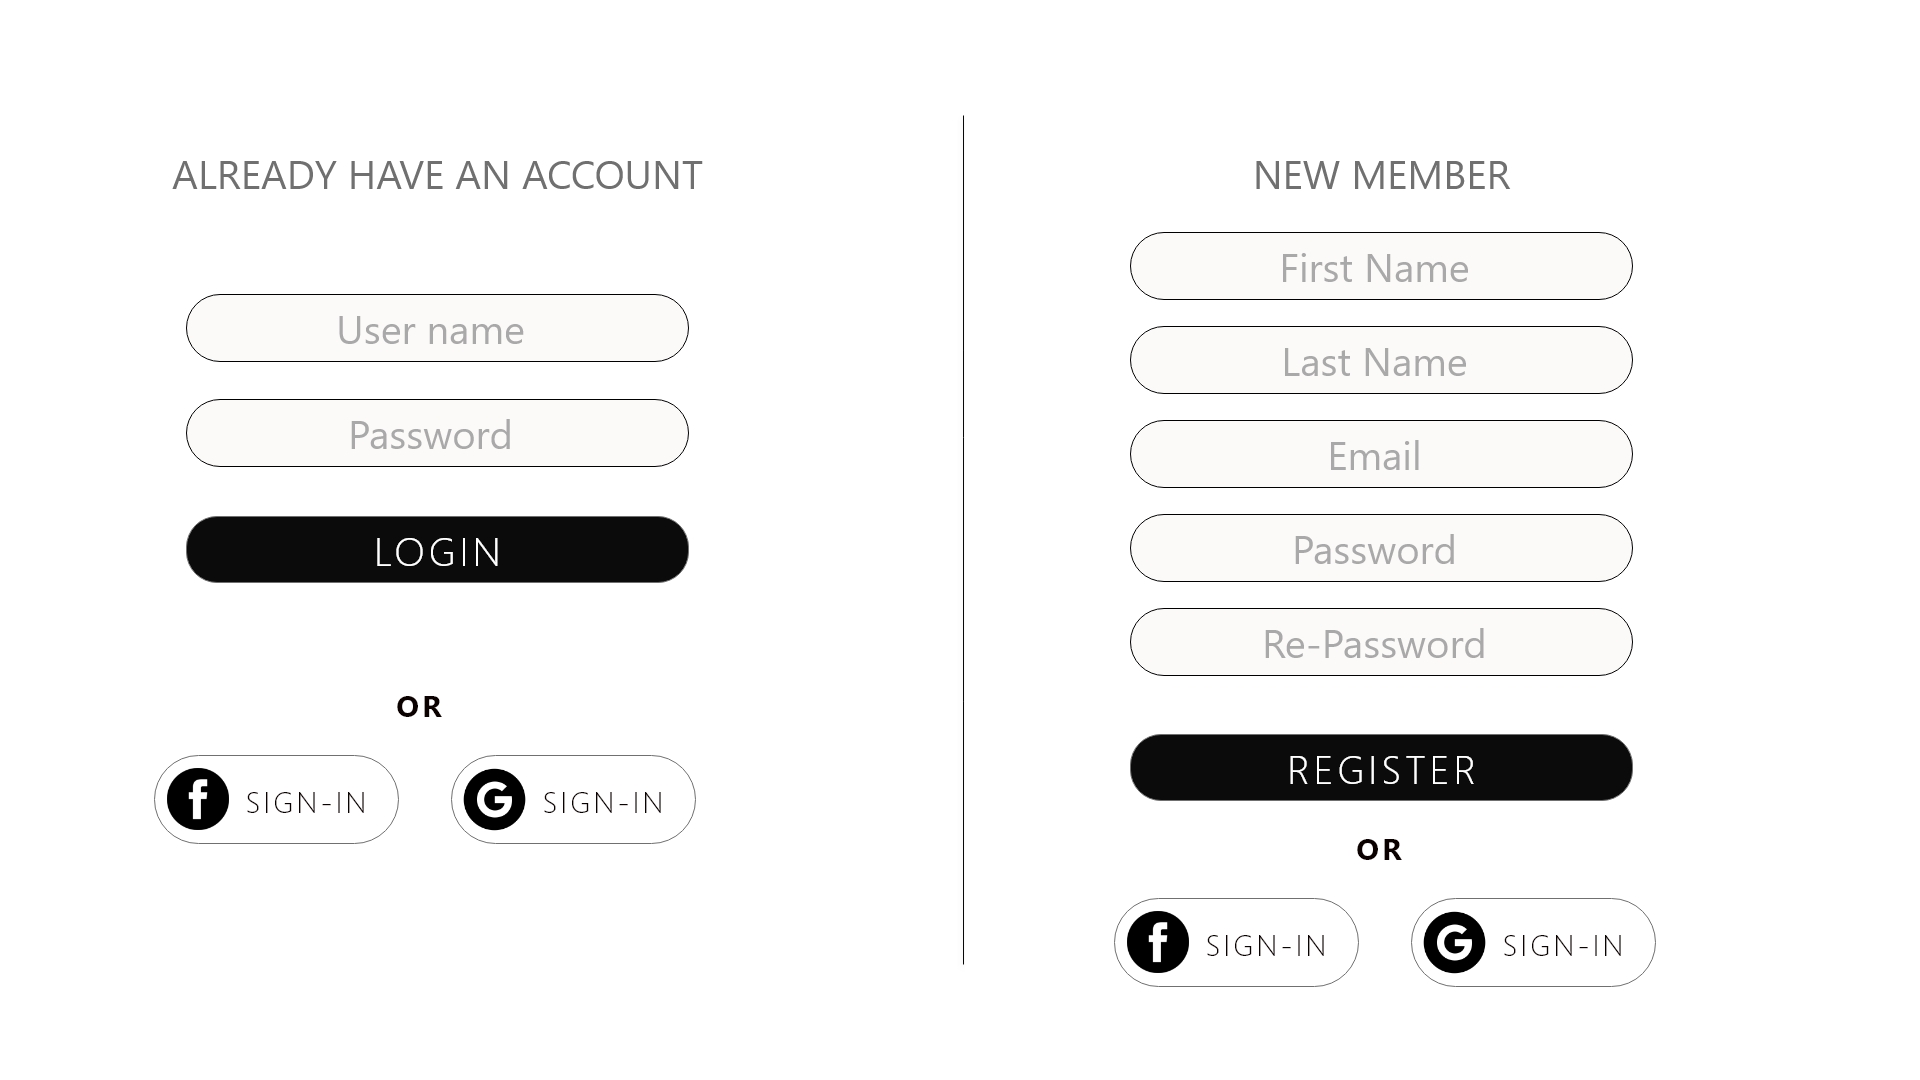 ALREADY HAVE AN ACCOUNT
User name
Password
LOGIN
OR
f SIGN-IN
G SIGN-IN
NEW MEMBER
First Name
Last Name
Email
Password
Re-Password
REGISTER
OR
f SIGN-IN
G SIGN-IN